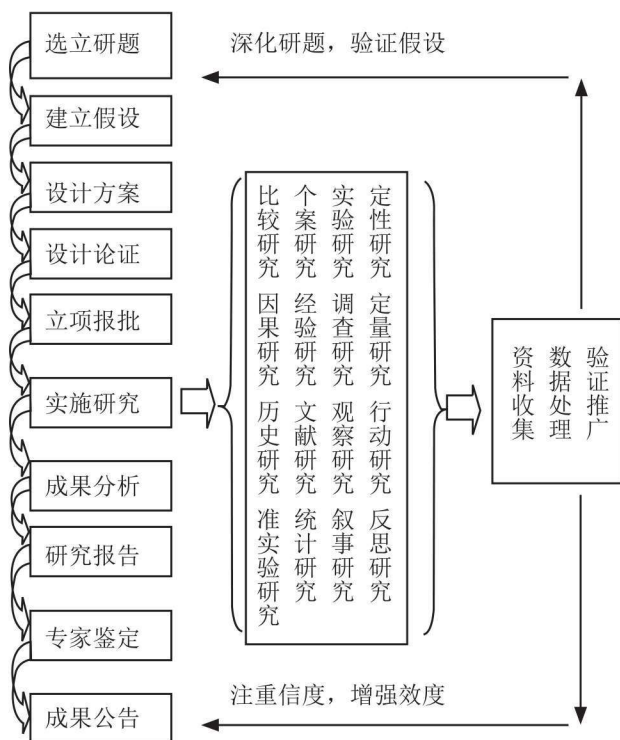 选立研题
深化研题，验证假设
建立假设
设计方案
设计论证
立项报批
实施研究
成果分析
研究报告
专家鉴定
成果公告
定性研究 定量研究 行动研究 反思研究
实验研究 调查研究 观察研究 叙事研究
个案研究 经验研究 文献研究 统计研究
比较研究 因果研究 历史研究 准实验研究
验证推广
数据处理
资料收集
注重信度，增强效度